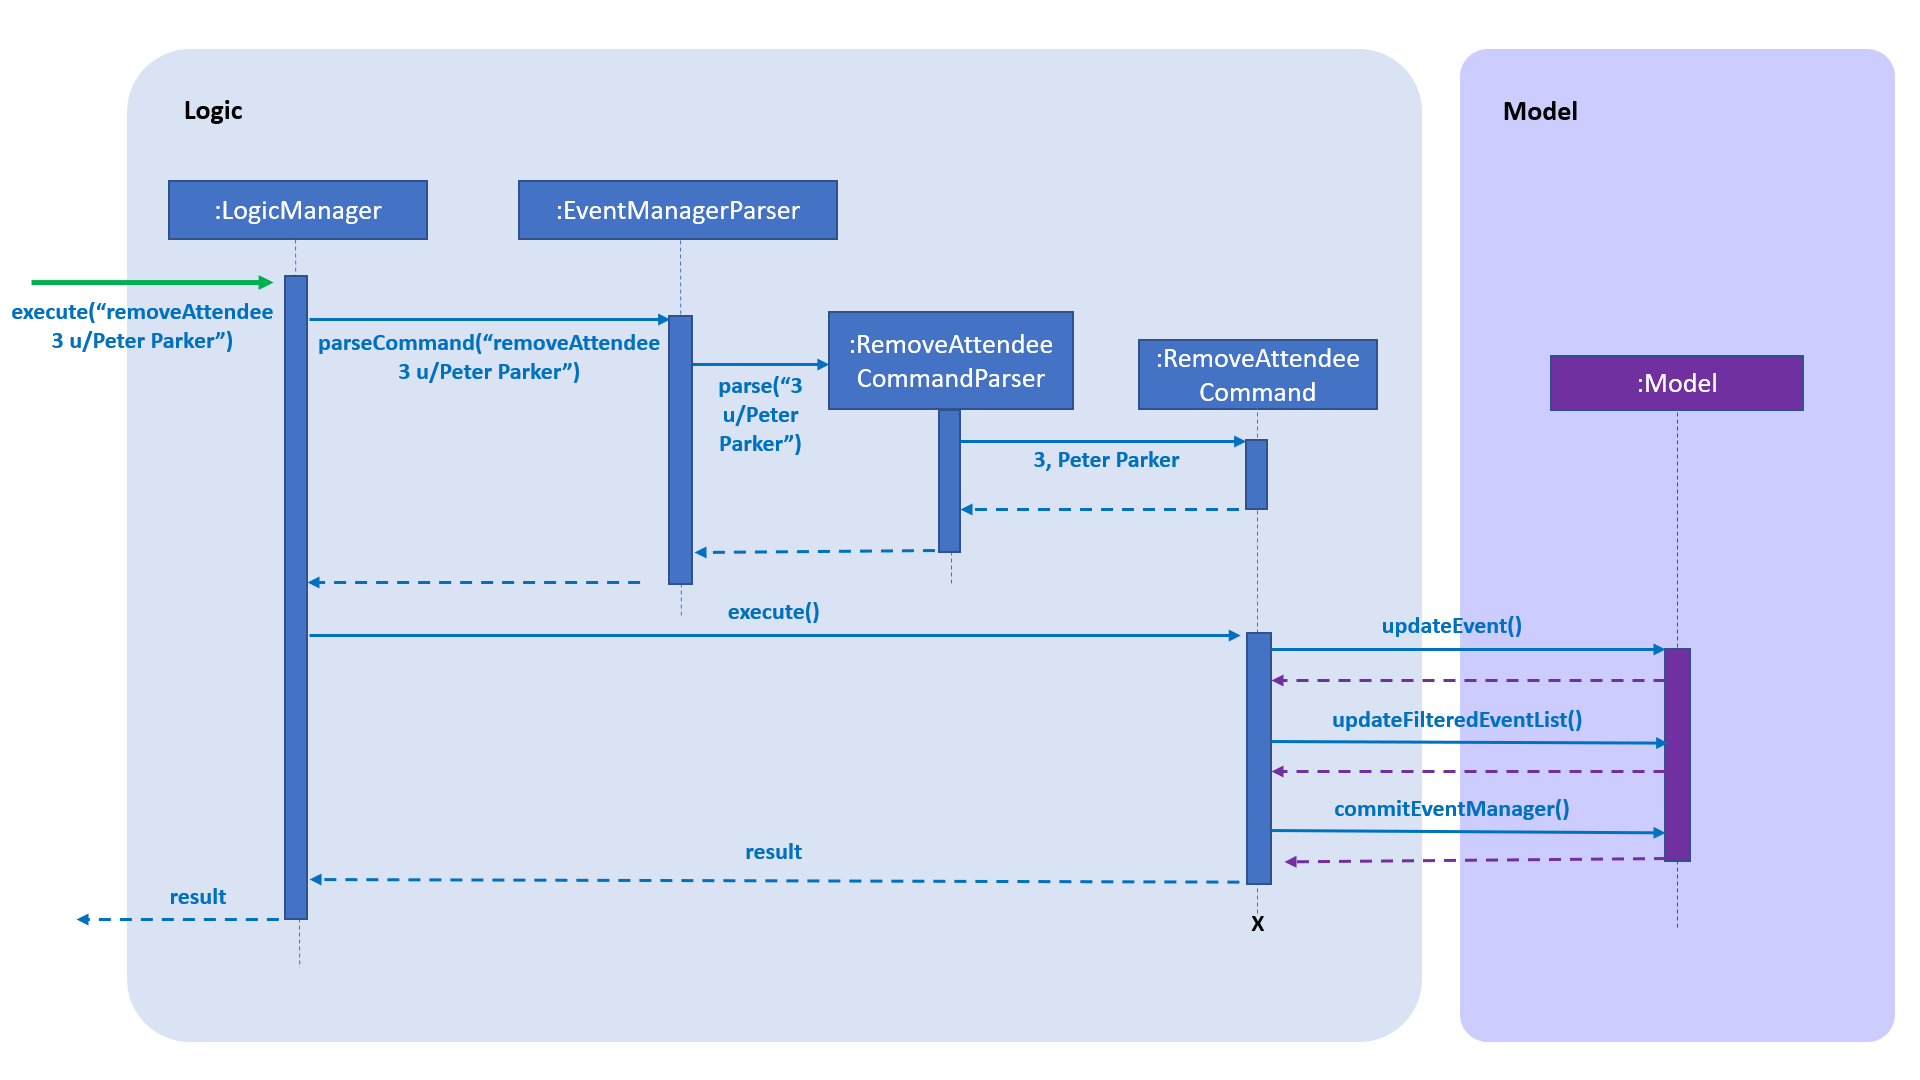 Logic
Model
:LogicManager
:EventManagerParser
execute(“removeAttendee
3 u/Peter Parker”)
parseCommand(“removeAttendee
3 u/Peter Parker”)
:RemoveAttendee
CommandParser
:RemoveAttendee
Command
:Model
parse(“3
u/Peter
Parker”)
3, Peter Parker
execute()
updateEvent()
updateFilteredEventList()
commitEventManager()
result
result
X